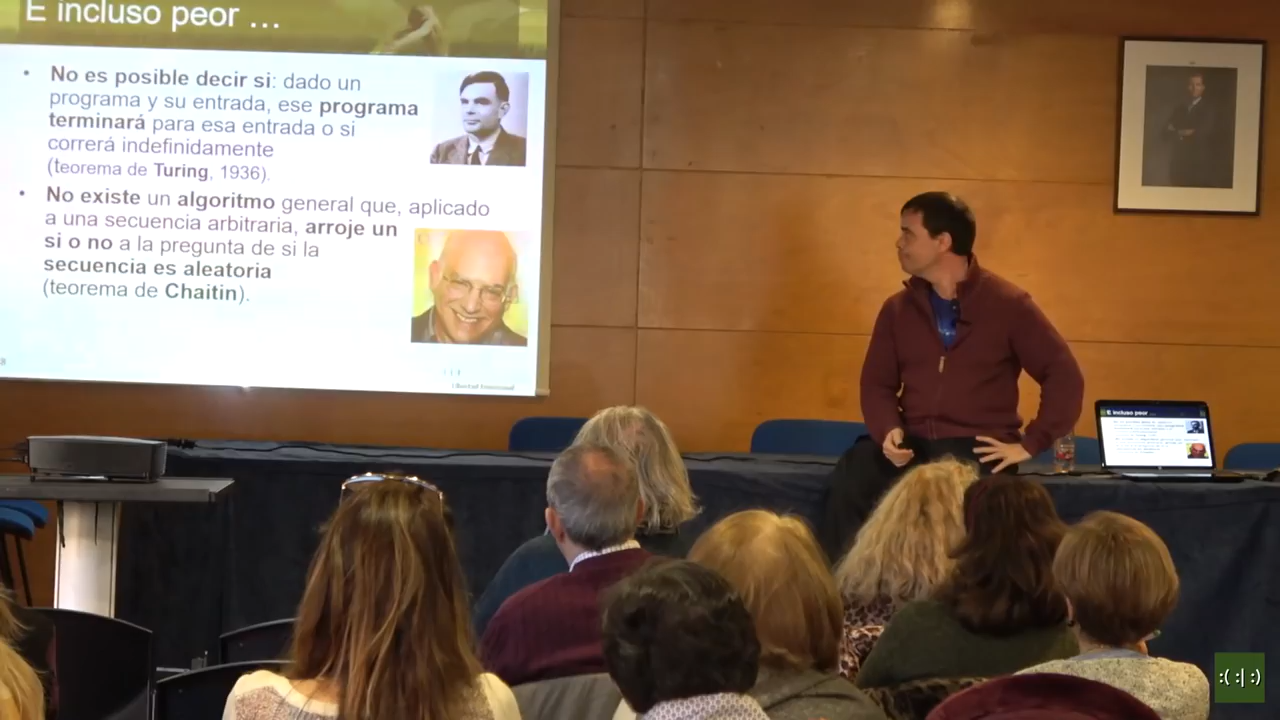 E incluso peor ...
• No es posible decir si: dado un
programa y su entrada, ese programa
terminará para esa entrada o si
correrá indefinidamente
(teorema de Turing, 1936).
• No existe un algoritmo general que, aplicado
a una secuencia arbitraria, arroje un
si o no a la pregunta de si la
secuencia es aleatoria
(teorema de Chaitin).
E incluso peor ...
:( :| :)